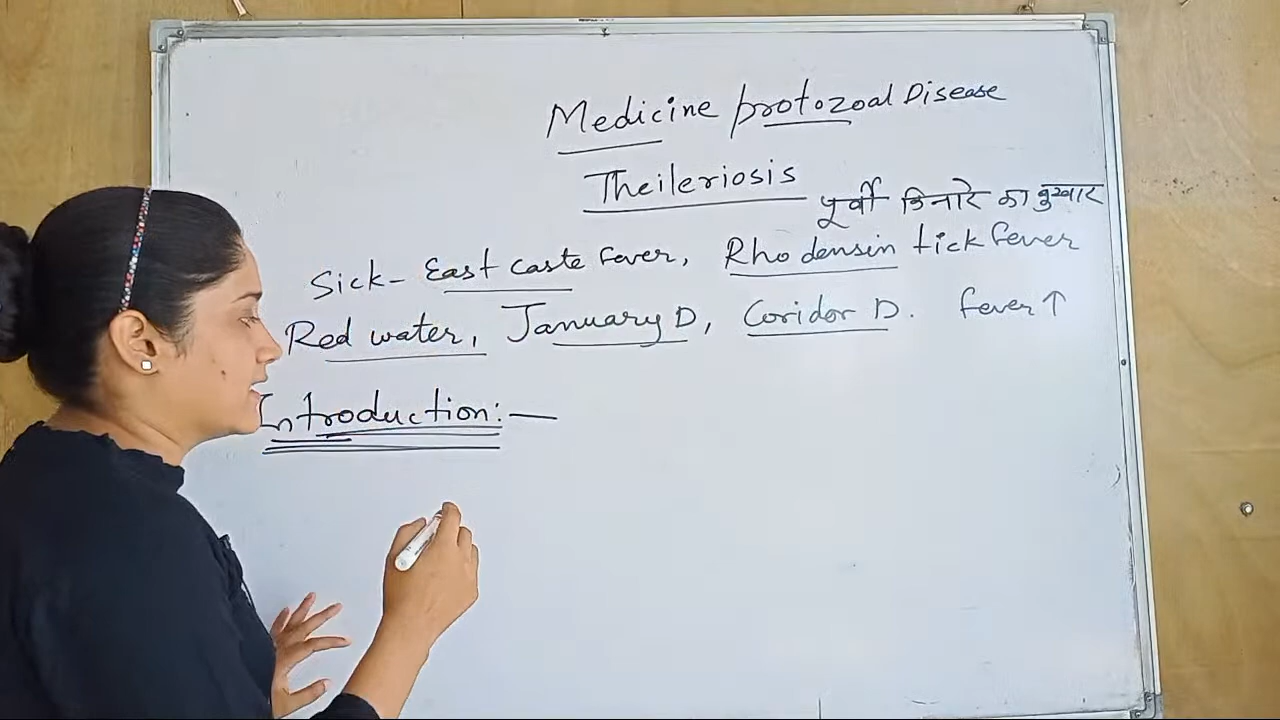 Medicine protozoal Disease
Theileriosis
पूर्वी किनारे का बुखार
Sick- East caste fever, Rhodensin tick fever
Red water, January D, Coridor D. fever ↑
Introduction:-